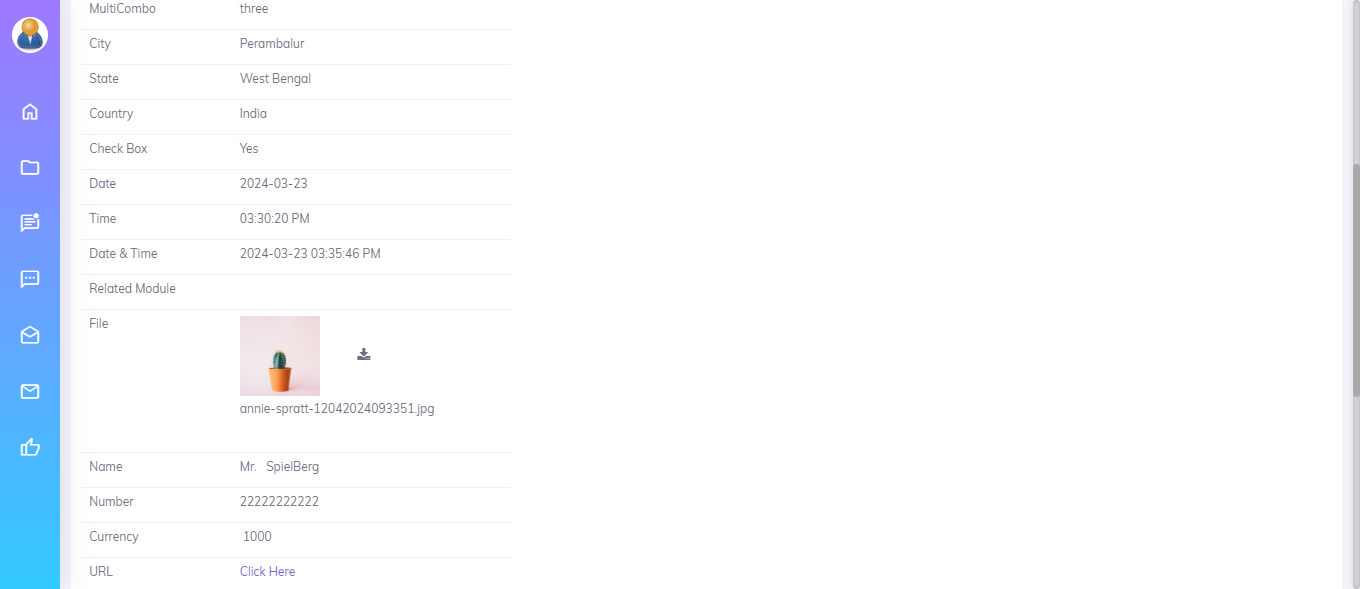 MultiCombo three
City Perambalur
State West Bengal
Country India
Check Box Yes
Date 2024-03-23
Time 03:30:20 PM
Date & Time 2024-03-23 03:35:46 PM
Related Module
File
annie-spratt-12042024093351.jpg
Name Mr. SpielBerg
Number 22222222222
Currency 1000
URL Click Here